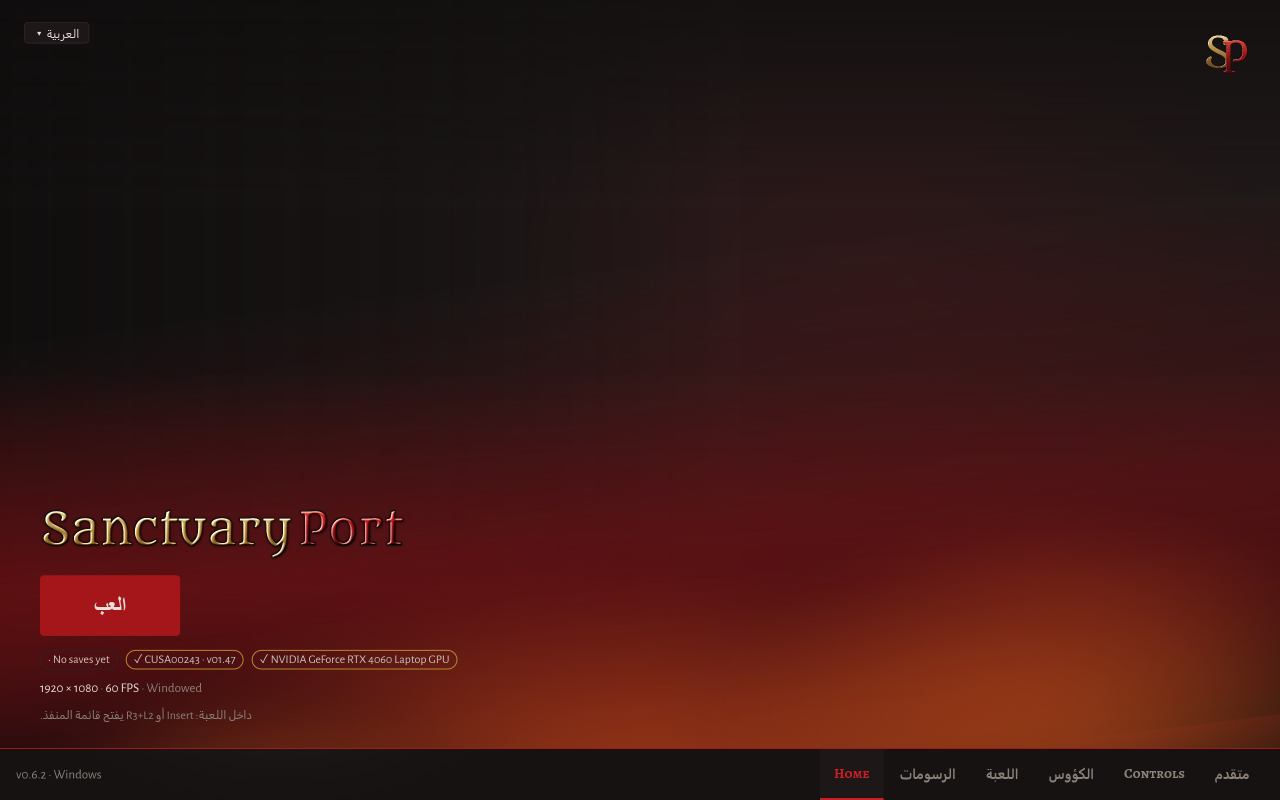 العربية ▼
SP
Sanctuary Port
العب
· No saves yet ✓ CUSA00243 · v01.47 ✓ NVIDIA GeForce RTX 4060 Laptop GPU
1920 × 1080 · 60 FPS · Windowed
داخل اللعبة: Insert أو R3+L2 يفتح قائمة المنفذ.
v0.6.2 · Windows
Home الرسومات اللعبة الكؤوس Controls متقدم